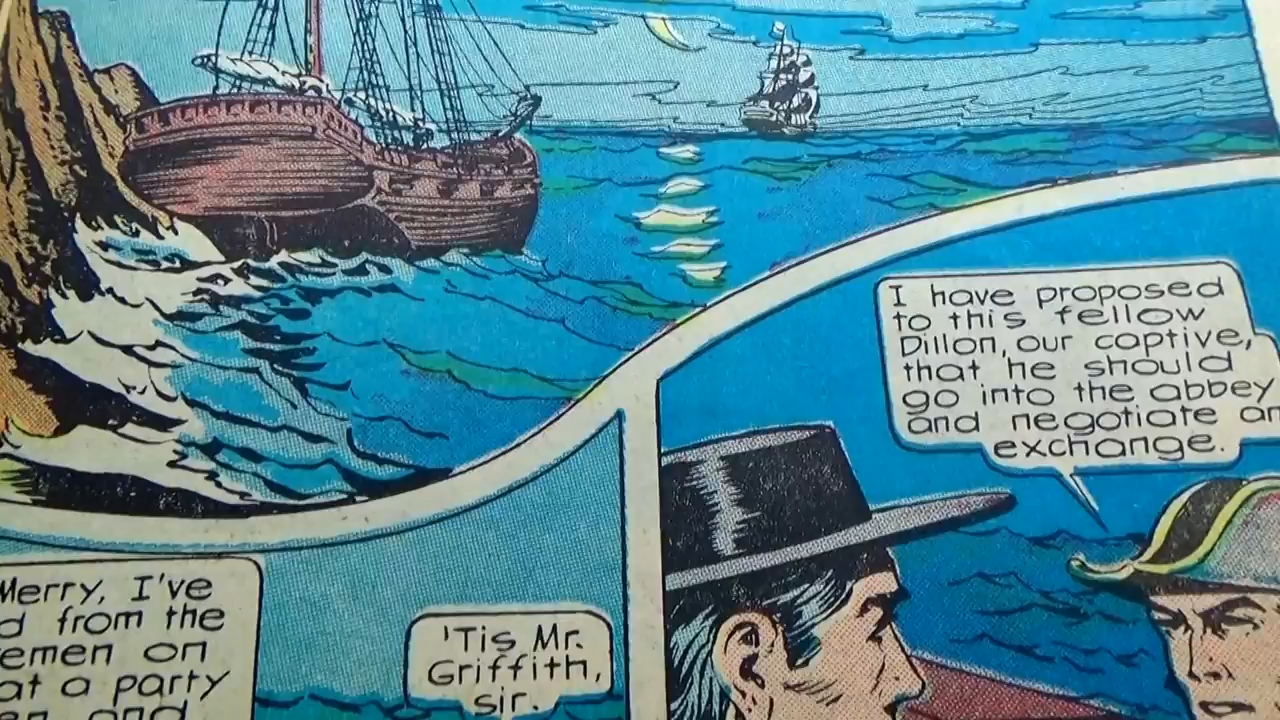 Merry, I've
from the
on
at a party
and
'Tis Mr.
Griffith,
sir.
I have proposed
to this fellow
Dillon, our captive,
that he should
go into the abbey
and negotiate an
exchange.